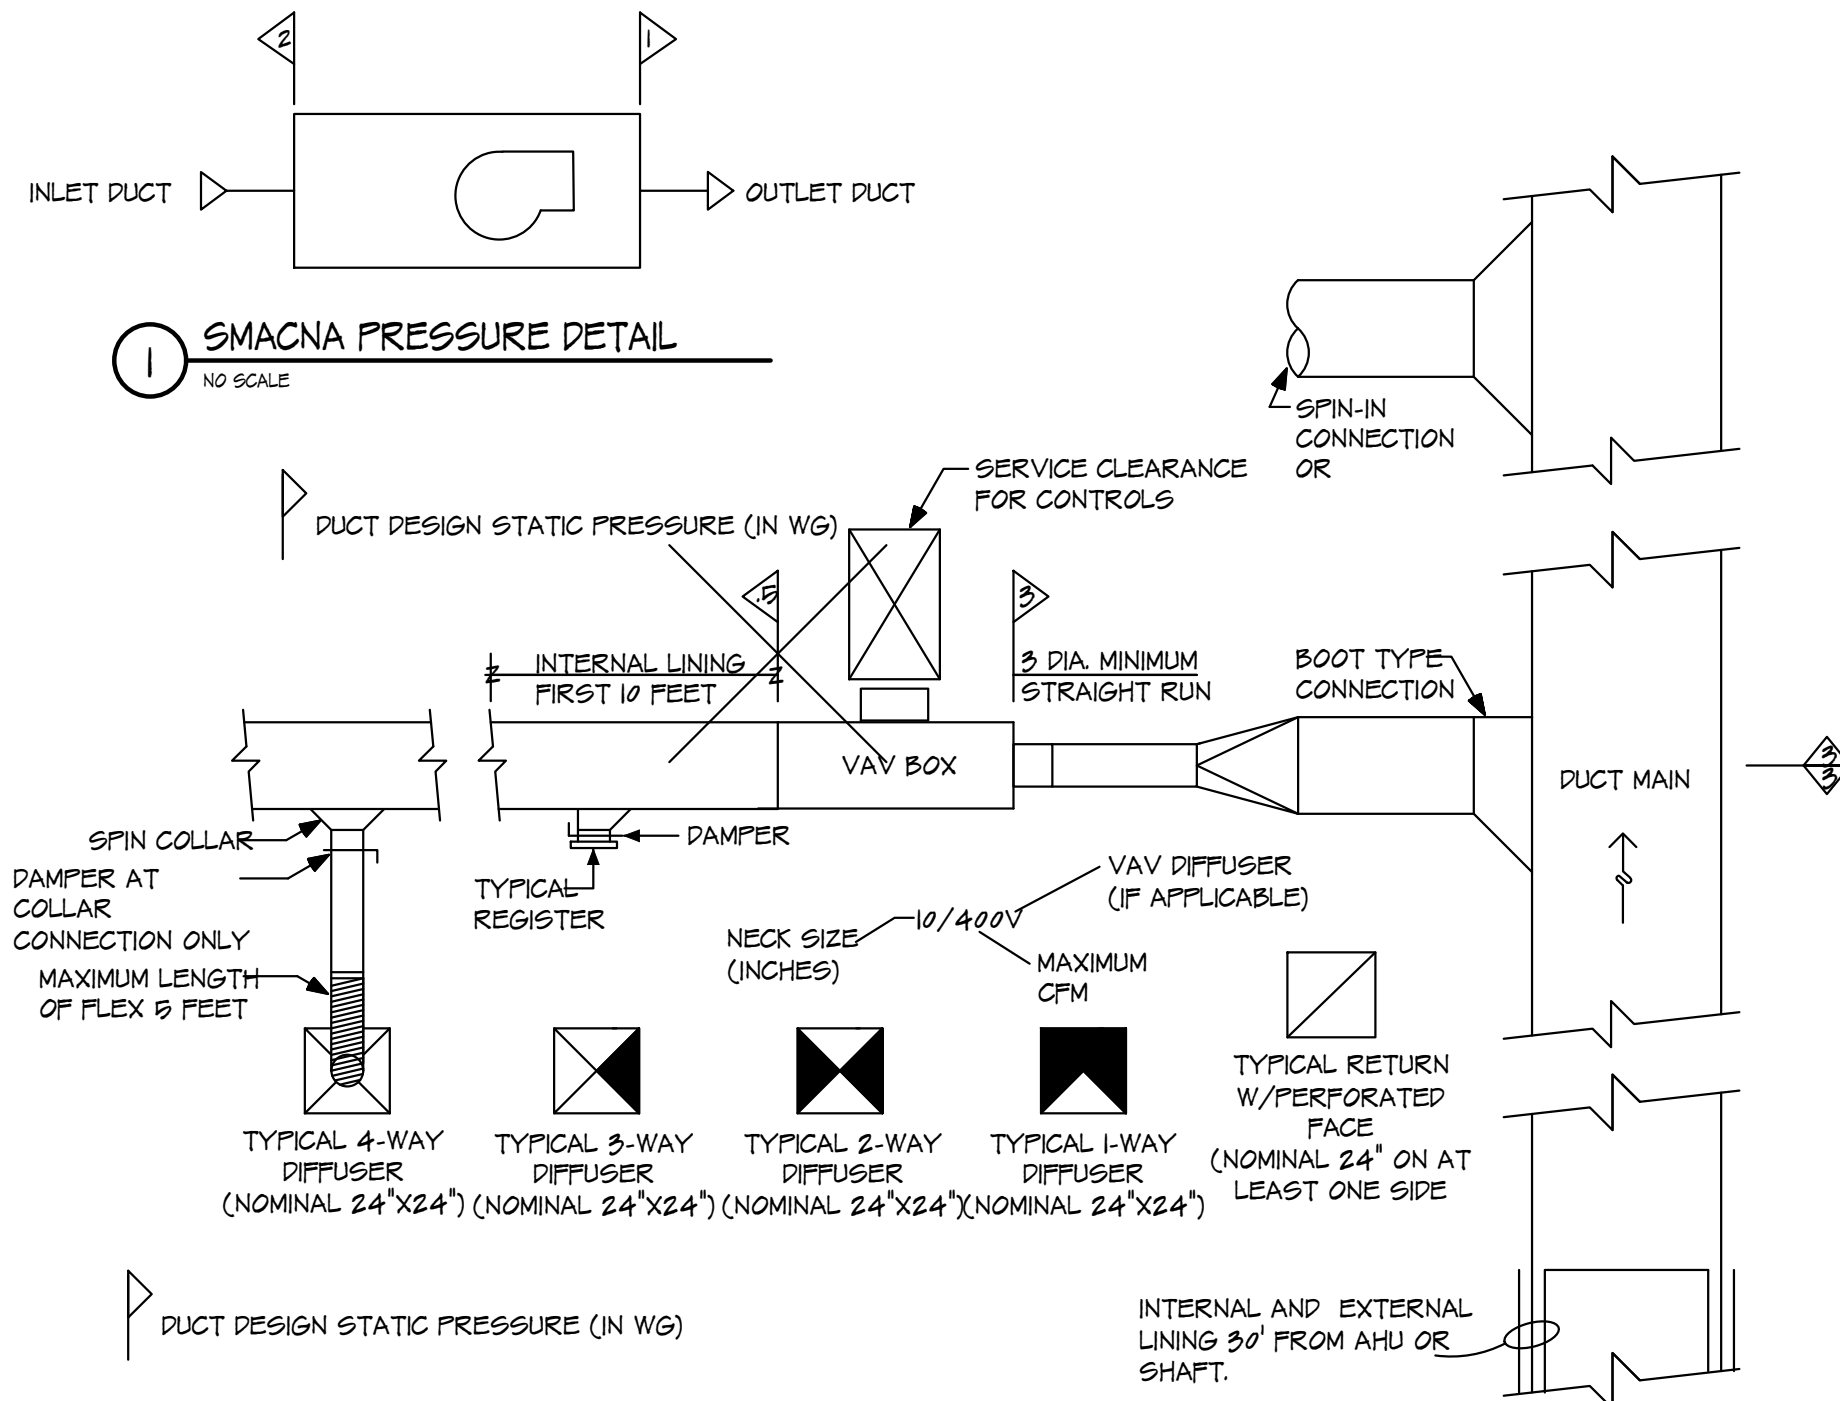 2
1
INLET DUCT
OUTLET DUCT
1
SMACNA PRESSURE DETAIL
NO SCALE
SPIN-IN
CONNECTION
OR
SERVICE CLEARANCE
FOR CONTROLS
DUCT DESIGN STATIC PRESSURE (IN WG)
.5
3
INTERNAL LINING
FIRST 10 FEET
3 DIA. MINIMUM
STRAIGHT RUN
BOOT TYPE
CONNECTION
VAV BOX
DUCT MAIN
3
3
SPIN COLLAR
DAMPER
DAMPER AT
COLLAR
CONNECTION ONLY
TYPICAL
REGISTER
VAV DIFFUSER
(IF APPLICABLE)
10/400V
NECK SIZE
(INCHES)
MAXIMUM
CFM
MAXIMUM LENGTH
OF FLEX 5 FEET
TYPICAL 4-WAY
DIFFUSER
(NOMINAL 24"X24")
TYPICAL 3-WAY
DIFFUSER
(NOMINAL 24"X24")
TYPICAL 2-WAY
DIFFUSER
(NOMINAL 24"X24")
TYPICAL 1-WAY
DIFFUSER
(NOMINAL 24"X24")
TYPICAL RETURN
W/PERFORATED
FACE
(NOMINAL 24" ON AT
LEAST ONE SIDE
DUCT DESIGN STATIC PRESSURE (IN WG)
INTERNAL AND EXTERNAL
LINING 30' FROM AHU OR
SHAFT.